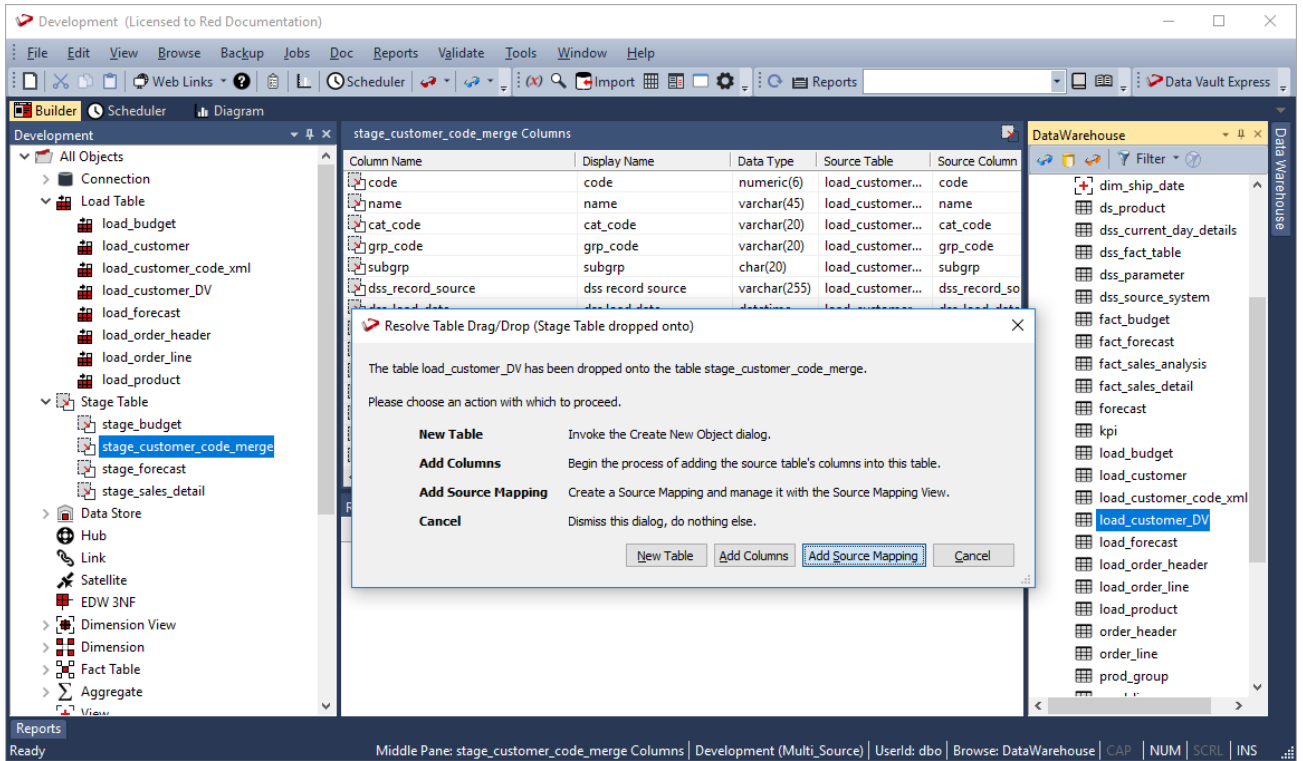 Development (Licensed to Red Documentation)
File Edit View Browse Backup Jobs Doc Reports Validate Tools Window Help
Web Links Scheduler (x) Import Reports Data Vault Express
Builder Scheduler Diagram
Development
All Objects
Connection
Load Table
load_budget
load_customer
load_customer_code_xml
load_customer_DV
load_forecast
load_order_header
load_order_line
load_product
Stage Table
stage_budget
stage_customer_code_merge
stage_forecast
stage_sales_detail
Data Store
Hub
Link
Satellite
EDW 3NF
Dimension View
Dimension
Fact Table
Aggregate
View
stage_customer_code_merge Columns
Column Name Display Name Data Type Source Table Source Column
code code numeric(6) load_customer... code
name name varchar(45) load_customer... name
cat_code cat_code varchar(20) load_customer... cat_code
grp_code grp_code varchar(20) load_customer... grp_code
subgrp subgrp char(20) load_customer... subgrp
dss_record_source dss record source varchar(255) load_customer... dss_record_so
Resolve Table Drag/Drop (Stage Table dropped onto)
The table load_customer_DV has been dropped onto the table stage_customer_code_merge.
Please choose an action with which to proceed.
New Table Invoke the Create New Object dialog.
Add Columns Begin the process of adding the source table's columns into this table.
Add Source Mapping Create a Source Mapping and manage it with the Source Mapping View.
Cancel Dismiss this dialog, do nothing else.
New Table Add Columns Add Source Mapping Cancel
DataWarehouse
Filter
dim_ship_date
ds_product
dss_current_day_details
dss_fact_table
dss_parameter
dss_source_system
fact_budget
fact_forecast
fact_sales_analysis
fact_sales_detail
forecast
kpi
load_budget
load_customer
load_customer_code_xml
load_customer_DV
load_forecast
load_order_header
load_order_line
load_product
order_header
order_line
prod_group
Data Warehouse
Reports
Ready Middle Pane: stage_customer_code_merge Columns Development (Multi_Source) UserId: dbo Browse: DataWarehouse CAP NUM SCRL INS